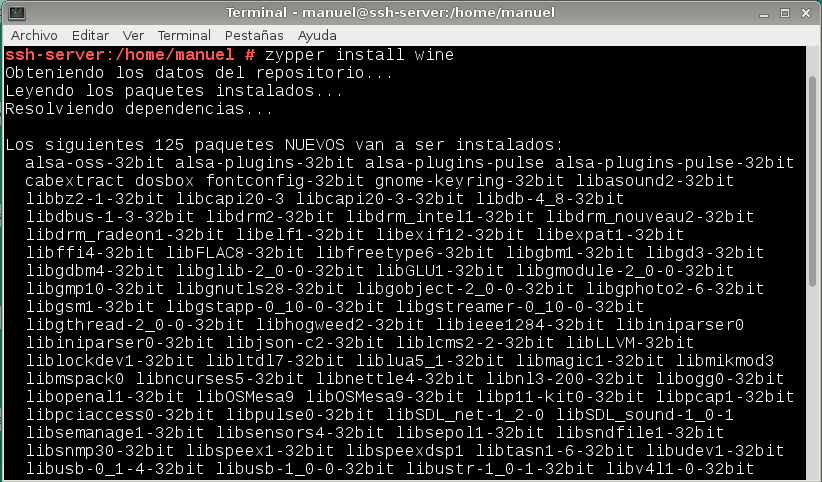 Terminal - manuel@ssh-server:/home/manuel
Archivo Editar Ver Terminal Pestañas Ayuda
ssh-server:/home/manuel # zypper install wine
Obteniendo los datos del repositorio...
Leyendo los paquetes instalados...
Resolviendo dependencias...
Los siguientes 125 paquetes NUEVOS van a ser instalados:
alsa-oss-32bit alsa-plugins-32bit alsa-plugins-pulse alsa-plugins-pulse-32bit
cabextract dosbox fontconfig-32bit gnome-keyring-32bit libasound2-32bit
libbz2-1-32bit libcapi20-3 libcapi20-3-32bit libdb-4_8-32bit
libdbus-1-3-32bit libdrm2-32bit libdrm_intel1-32bit libdrm_nouveau2-32bit
libdrm_radeon1-32bit libelf1-32bit libexif12-32bit libexpat1-32bit
libffi4-32bit libFLAC8-32bit libfreetype6-32bit libgbm1-32bit libgd3-32bit
libgdbm4-32bit libglib-2_0-0-32bit libGLU1-32bit libgmodule-2_0-0-32bit
libgmp10-32bit libgnutls28-32bit libgobject-2_0-0-32bit libgphoto2-6-32bit
libgsm1-32bit libgstapp-0_10-0-32bit libgstreamer-0_10-0-32bit
libgthread-2_0-0-32bit libhogweed2-32bit libieee1284-32bit libiniparser0
libiniparser0-32bit libjson-c2-32bit liblcms2-2-32bit libLLVM-32bit
liblockdev1-32bit libltdl7-32bit liblua5_1-32bit libmagic1-32bit libmikmod3
libmspack0 libncurses5-32bit libnettle4-32bit libnl3-200-32bit libogg0-32bit
libopenal1-32bit libOSMesa9 libOSMesa9-32bit libp11-kit0-32bit libpcap1-32bit
libpciaccess0-32bit libpulse0-32bit libSDL_net-1_2-0 libSDL_sound-1_0-1
libsemanage1-32bit libsensors4-32bit libsepol1-32bit libsndfile1-32bit
libsnmp30-32bit libspeex1-32bit libspeexdsp1-32bit libtasn1-6-32bit libudev1-32bit
libusb-0_1-4-32bit libusb-1_0-0-32bit libustr-1_0-1-32bit libv4l1-0-32bit